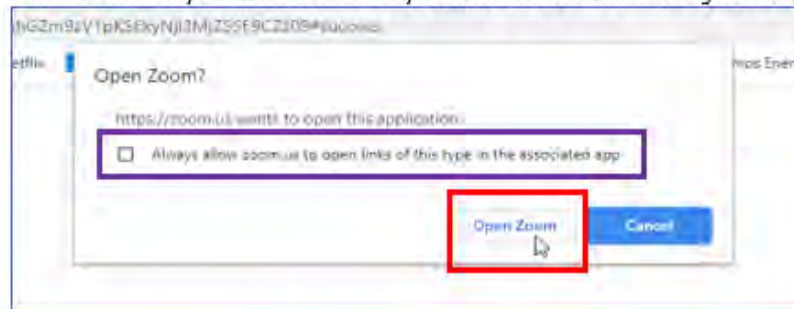 Open Zoom?
https://zoom.us wants to open this application.
Always allow zoom.us to open links of this type in the associated app
Open Zoom
Cancel